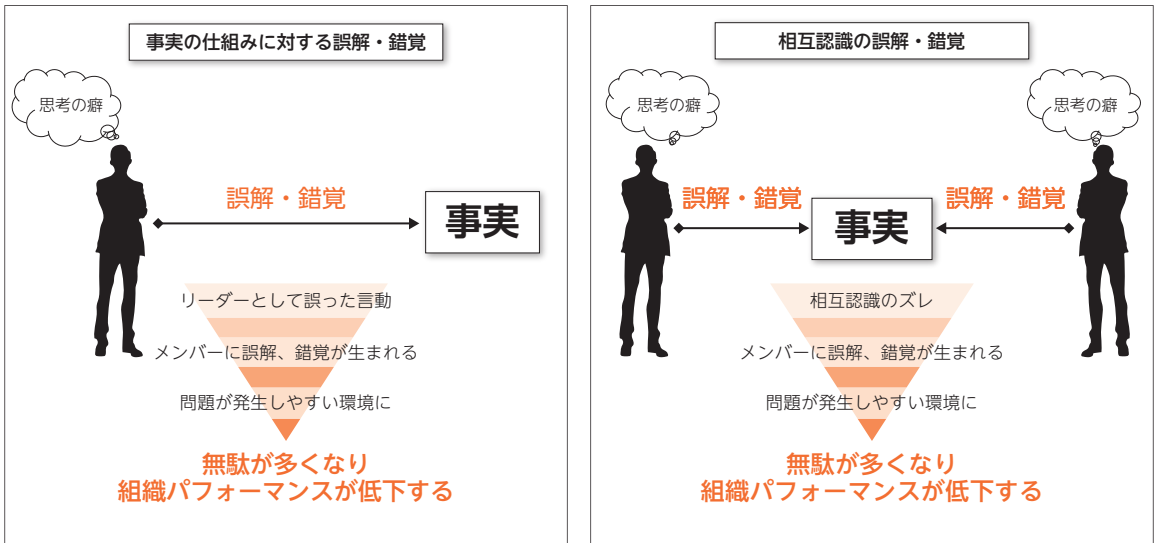 事実の仕組みに対する誤解・錯覚
思考の癖
誤解・錯覚
事実
リーダーとして誤った言動
メンバーに誤解、錯覚が生まれる
問題が発生しやすい環境に
無駄が多くなり
組織パフォーマンスが低下する
相互認識の誤解・錯覚
思考の癖
思考の癖
誤解・錯覚
誤解・錯覚
事実
相互認識のズレ
メンバーに誤解、錯覚が生まれる
問題が発生しやすい環境に
無駄が多くなり
組織パフォーマンスが低下する